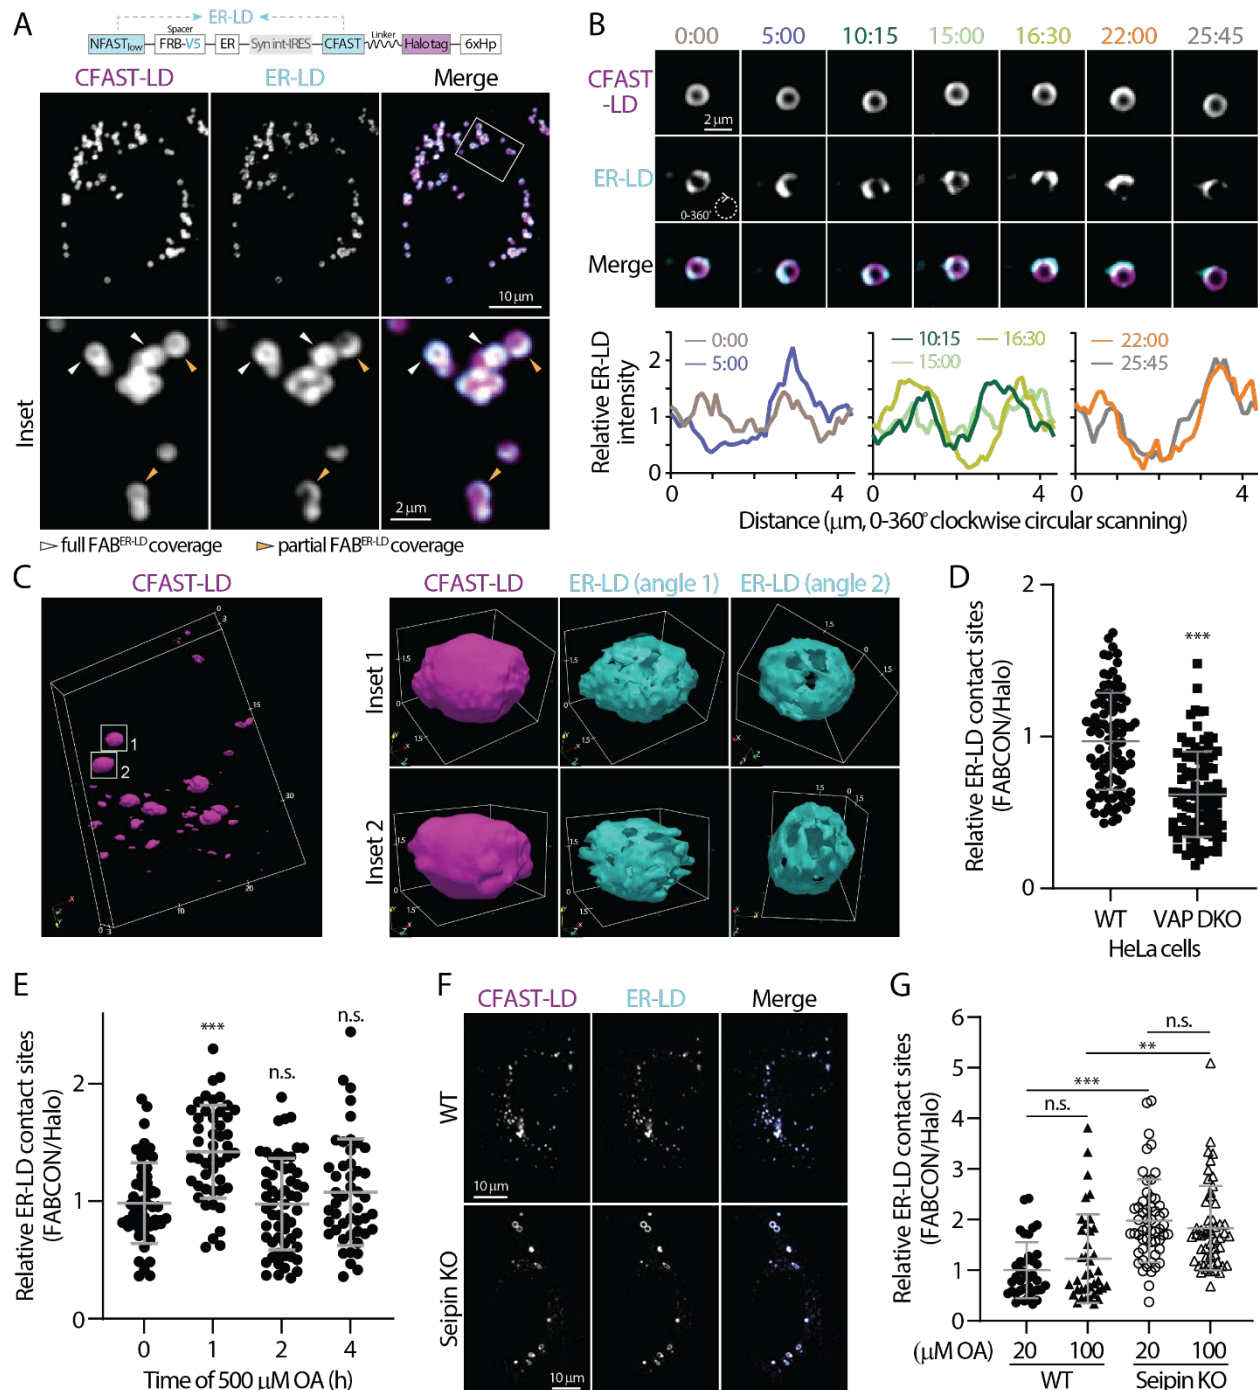 A
ER-LD
Spacer
NFASTlow
FRB-V5
ER
Syn int-IRES
CFAST
Linker
Halo tag
6xHp
CFAST-LD
ER-LD
Merge
10 μm
Inset
2 μm
full FABER-LD coverage
partial FABER-LD coverage
B
0:00
5:00
10:15
15:00
16:30
22:00
25:45
CFAST
-LD
2 μm
ER-LD
0-360°
Merge
Relative ER-LD
intensity
2
1
0
0:00
5:00
10:15
15:00
16:30
22:00
25:45
0
4
0
4
0
4
Distance (μm, 0-360° clockwise circular scanning)
C
CFAST-LD
1
2
15
30
10
20
CFAST-LD
ER-LD (angle 1)
ER-LD (angle 2)
Inset 1
Inset 2
D
Relative ER-LD contact sites
(FABCON/Halo)
2
1
0
***
WT
VAP DKO
HeLa cells
E
Relative ER-LD contact sites
(FABCON/Halo)
2
1
0
***
n.s.
n.s.
0
1
2
4
Time of 500 μM OA (h)
F
CFAST-LD
ER-LD
Merge
WT
10 μm
Seipin KO
10 μm
G
Relative ER-LD contact sites
(FABCON/Halo)
6
5
4
3
2
1
0
n.s.
**
***
n.s.
(μM OA)
20
100
20
100
WT
Seipin KO